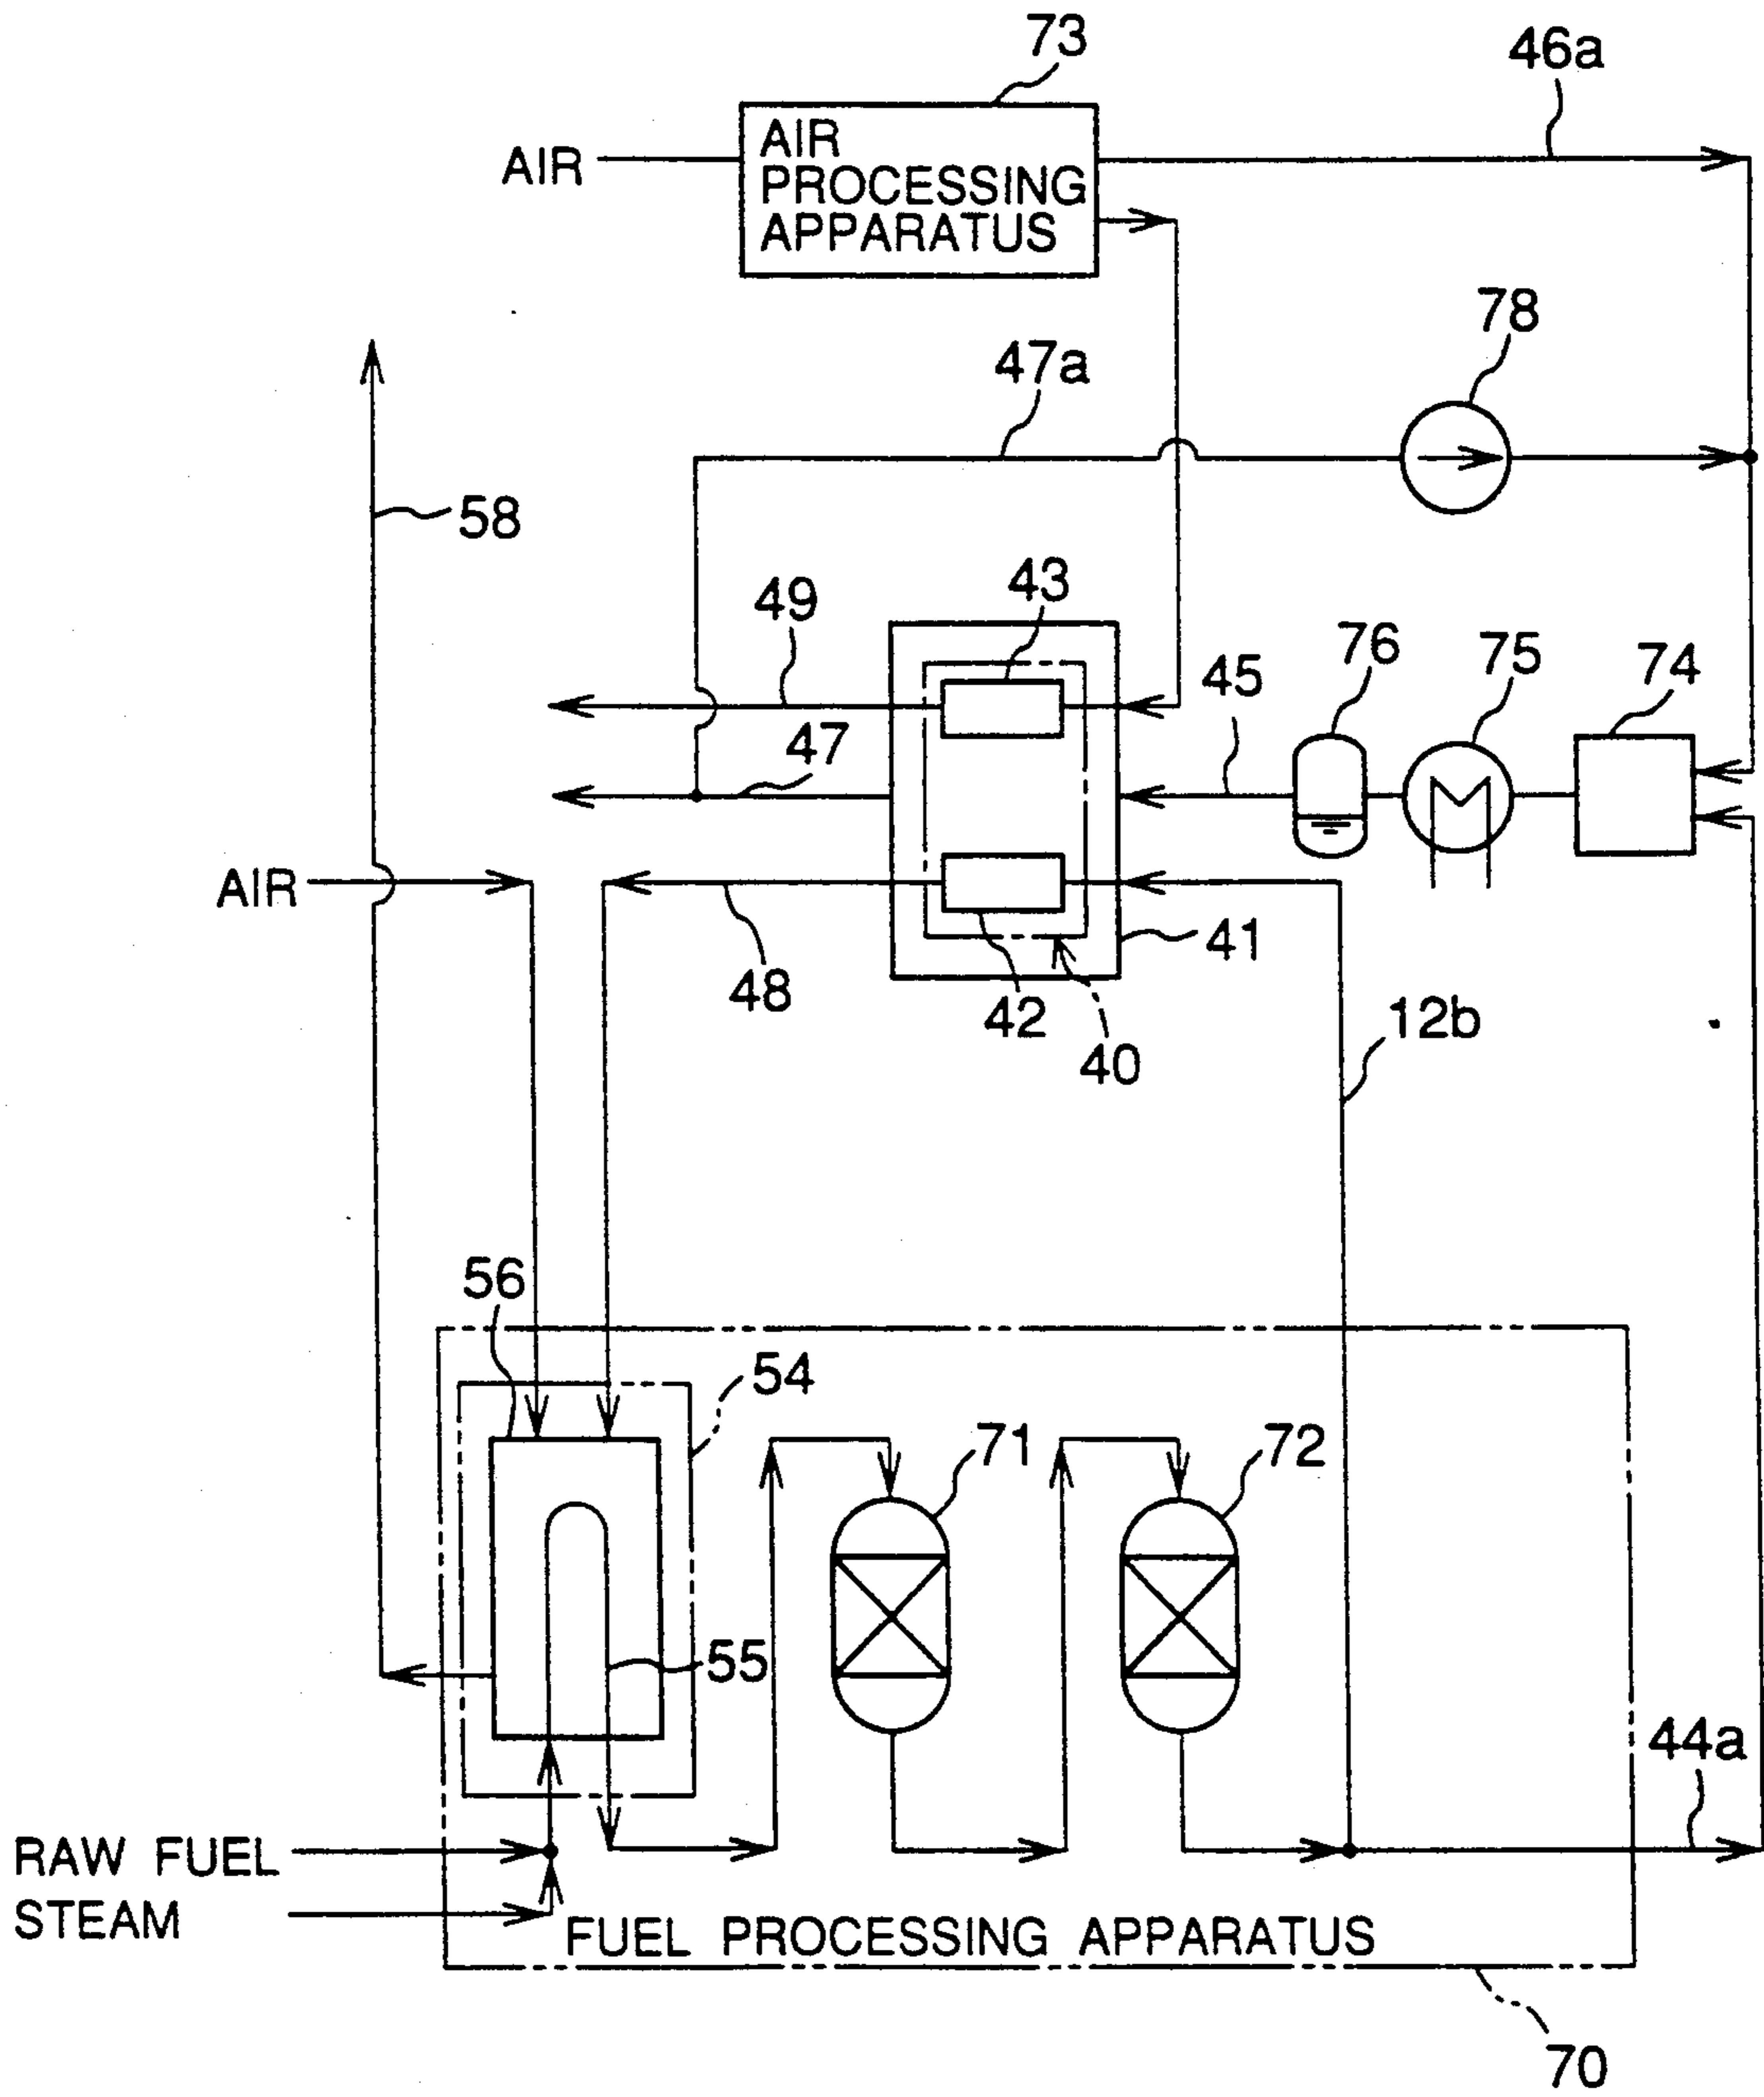 73
46a
AIR
AIR
PROCESSING
APPARATUS
78
47a
58
43
49
76
75
74
45
47
AIR
41
48
42
12b
40
56
54
71
72
55
44a
RAW FUEL
STEAM
FUEL PROCESSING APPARATUS
70